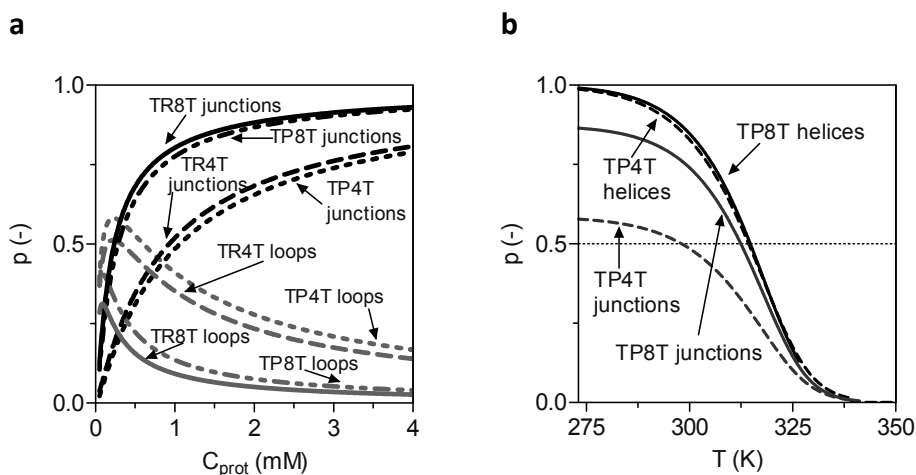 a
b
1.0
0.5
0.0
p (-)
TR8T junctions
TP8T junctions
TR4T
junctions
TP4T
junctions
TR4T loops
TP4T loops
TR8T loops
TP8T loops
0
1
2
3
4
C_prot (mM)
1.0
0.5
0.0
p (-)
TP8T helices
TP4T
helices
TP4T
junctions
TP8T junctions
275
300
325
350
T (K)